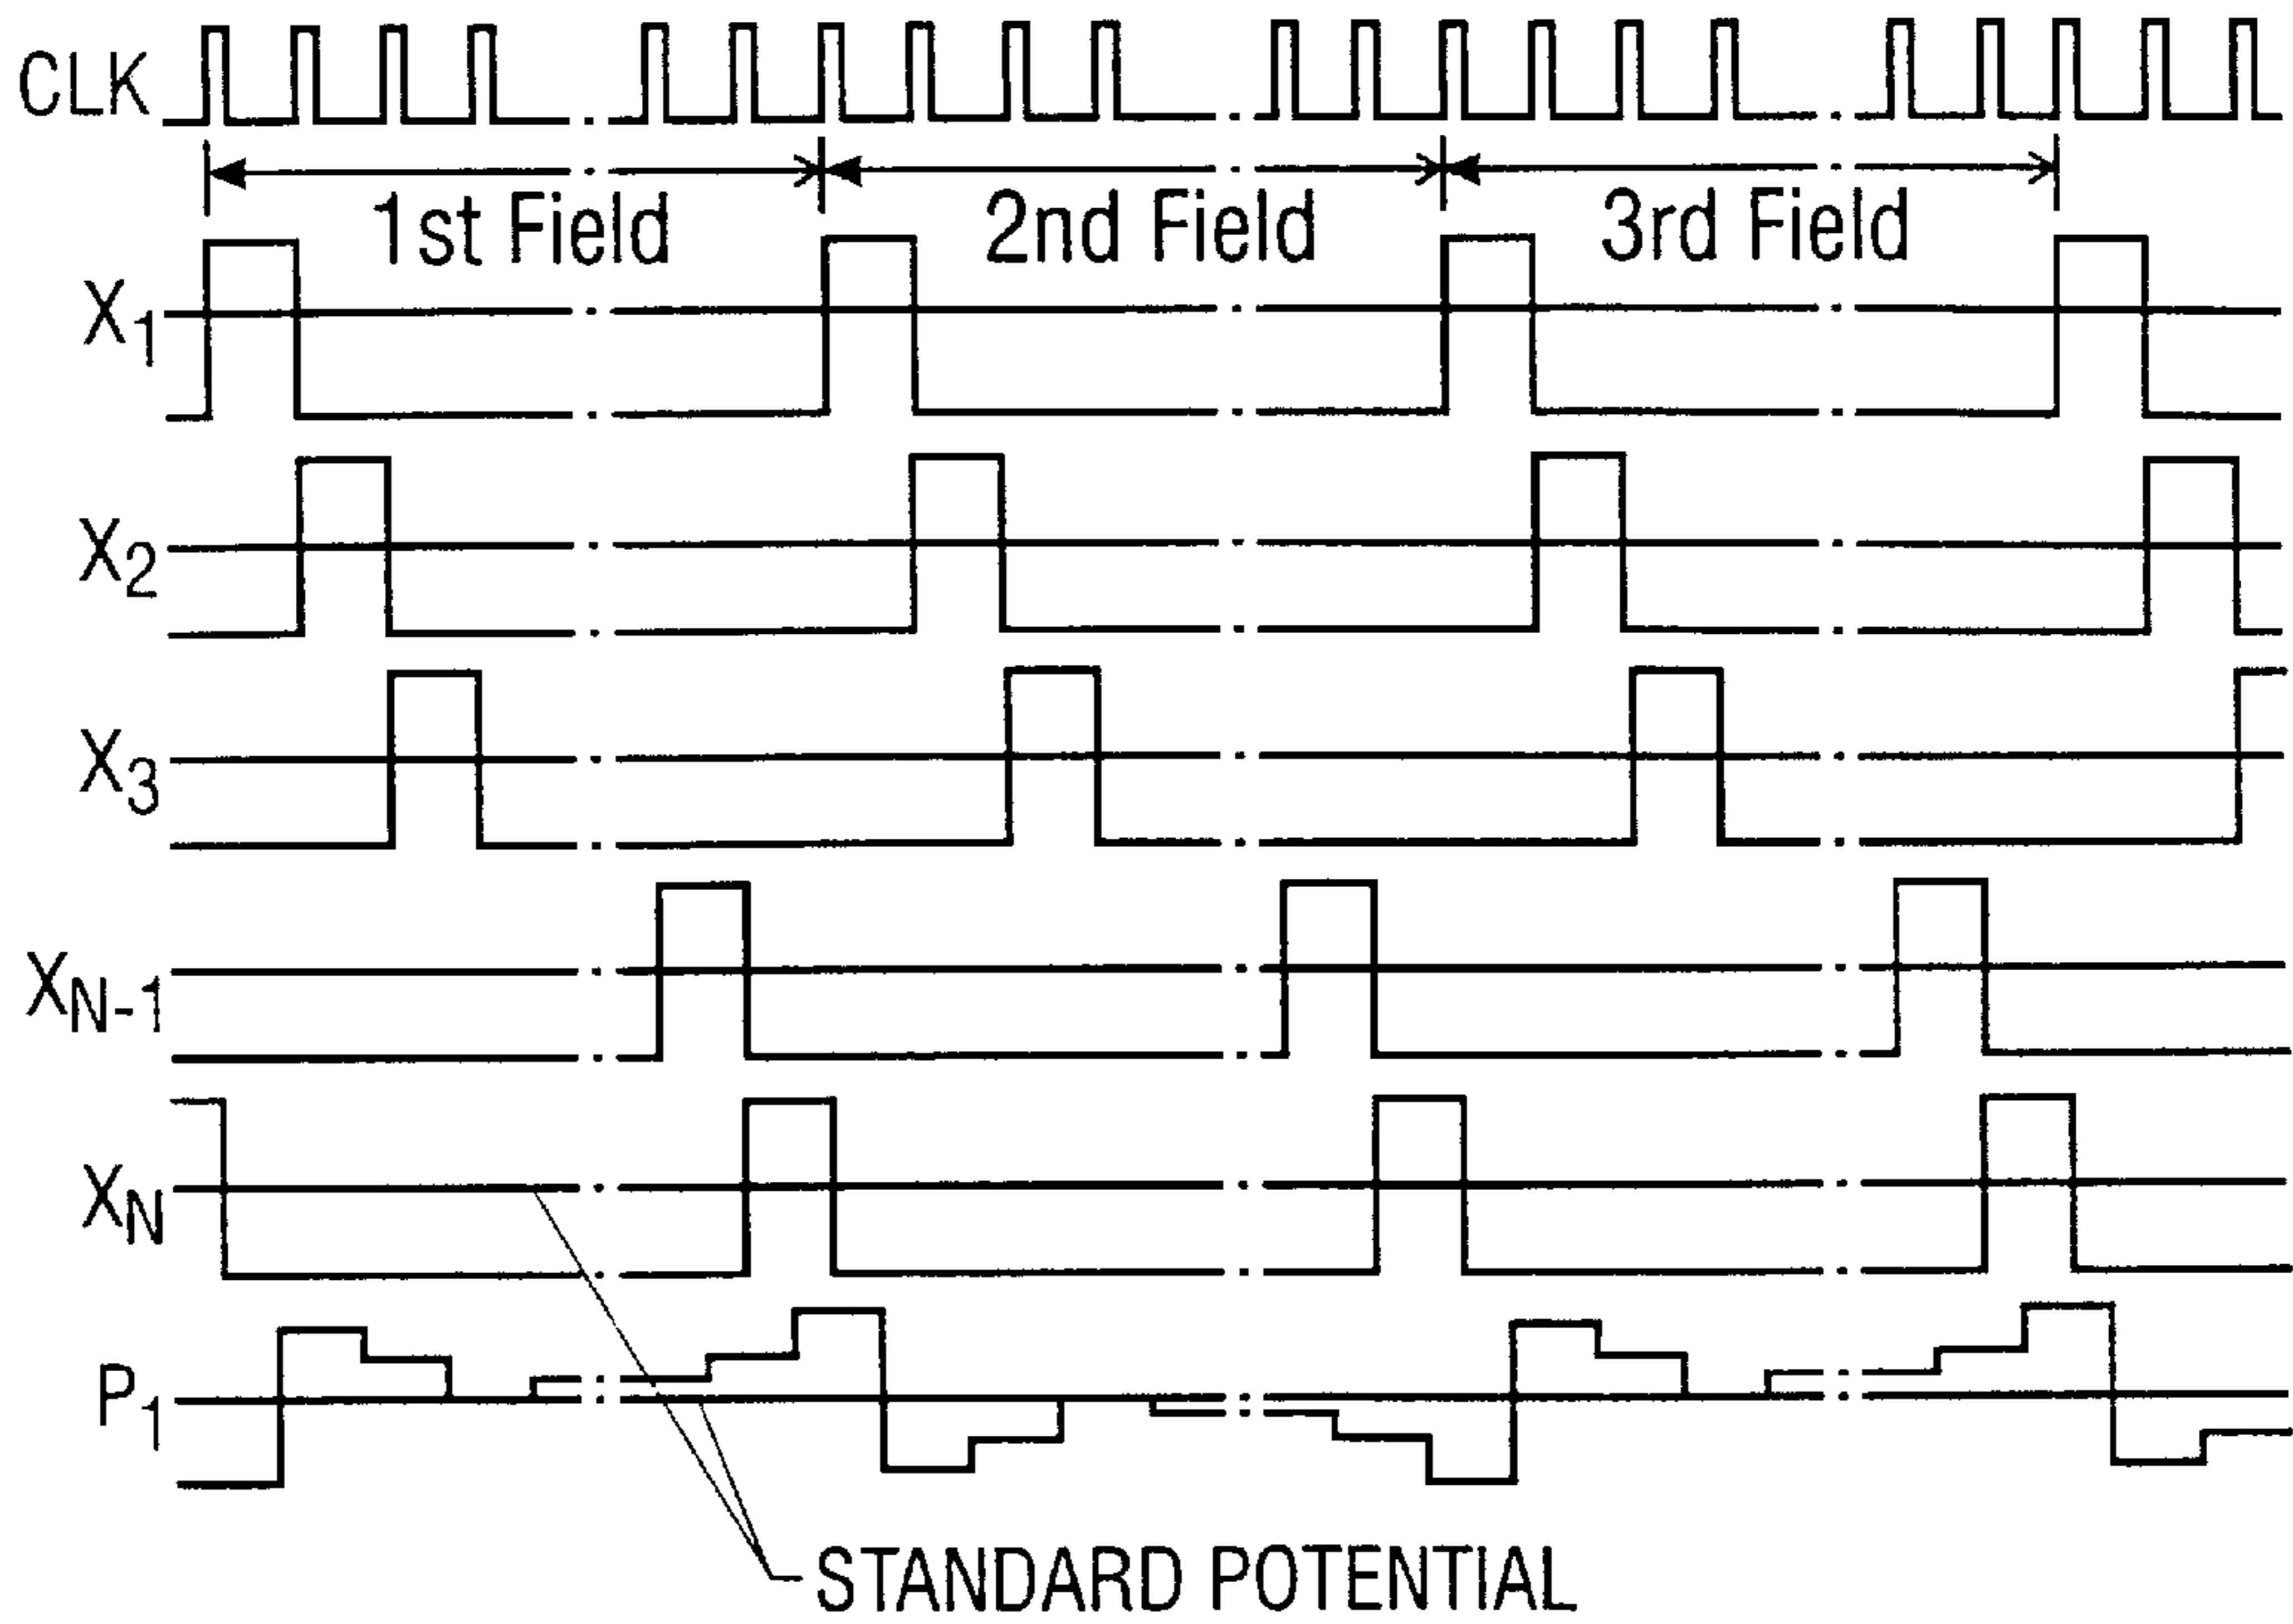 CLK
1st Field 2nd Field 3rd Field
X1
X2
X3
XN-1
XN
P1
STANDARD POTENTIAL